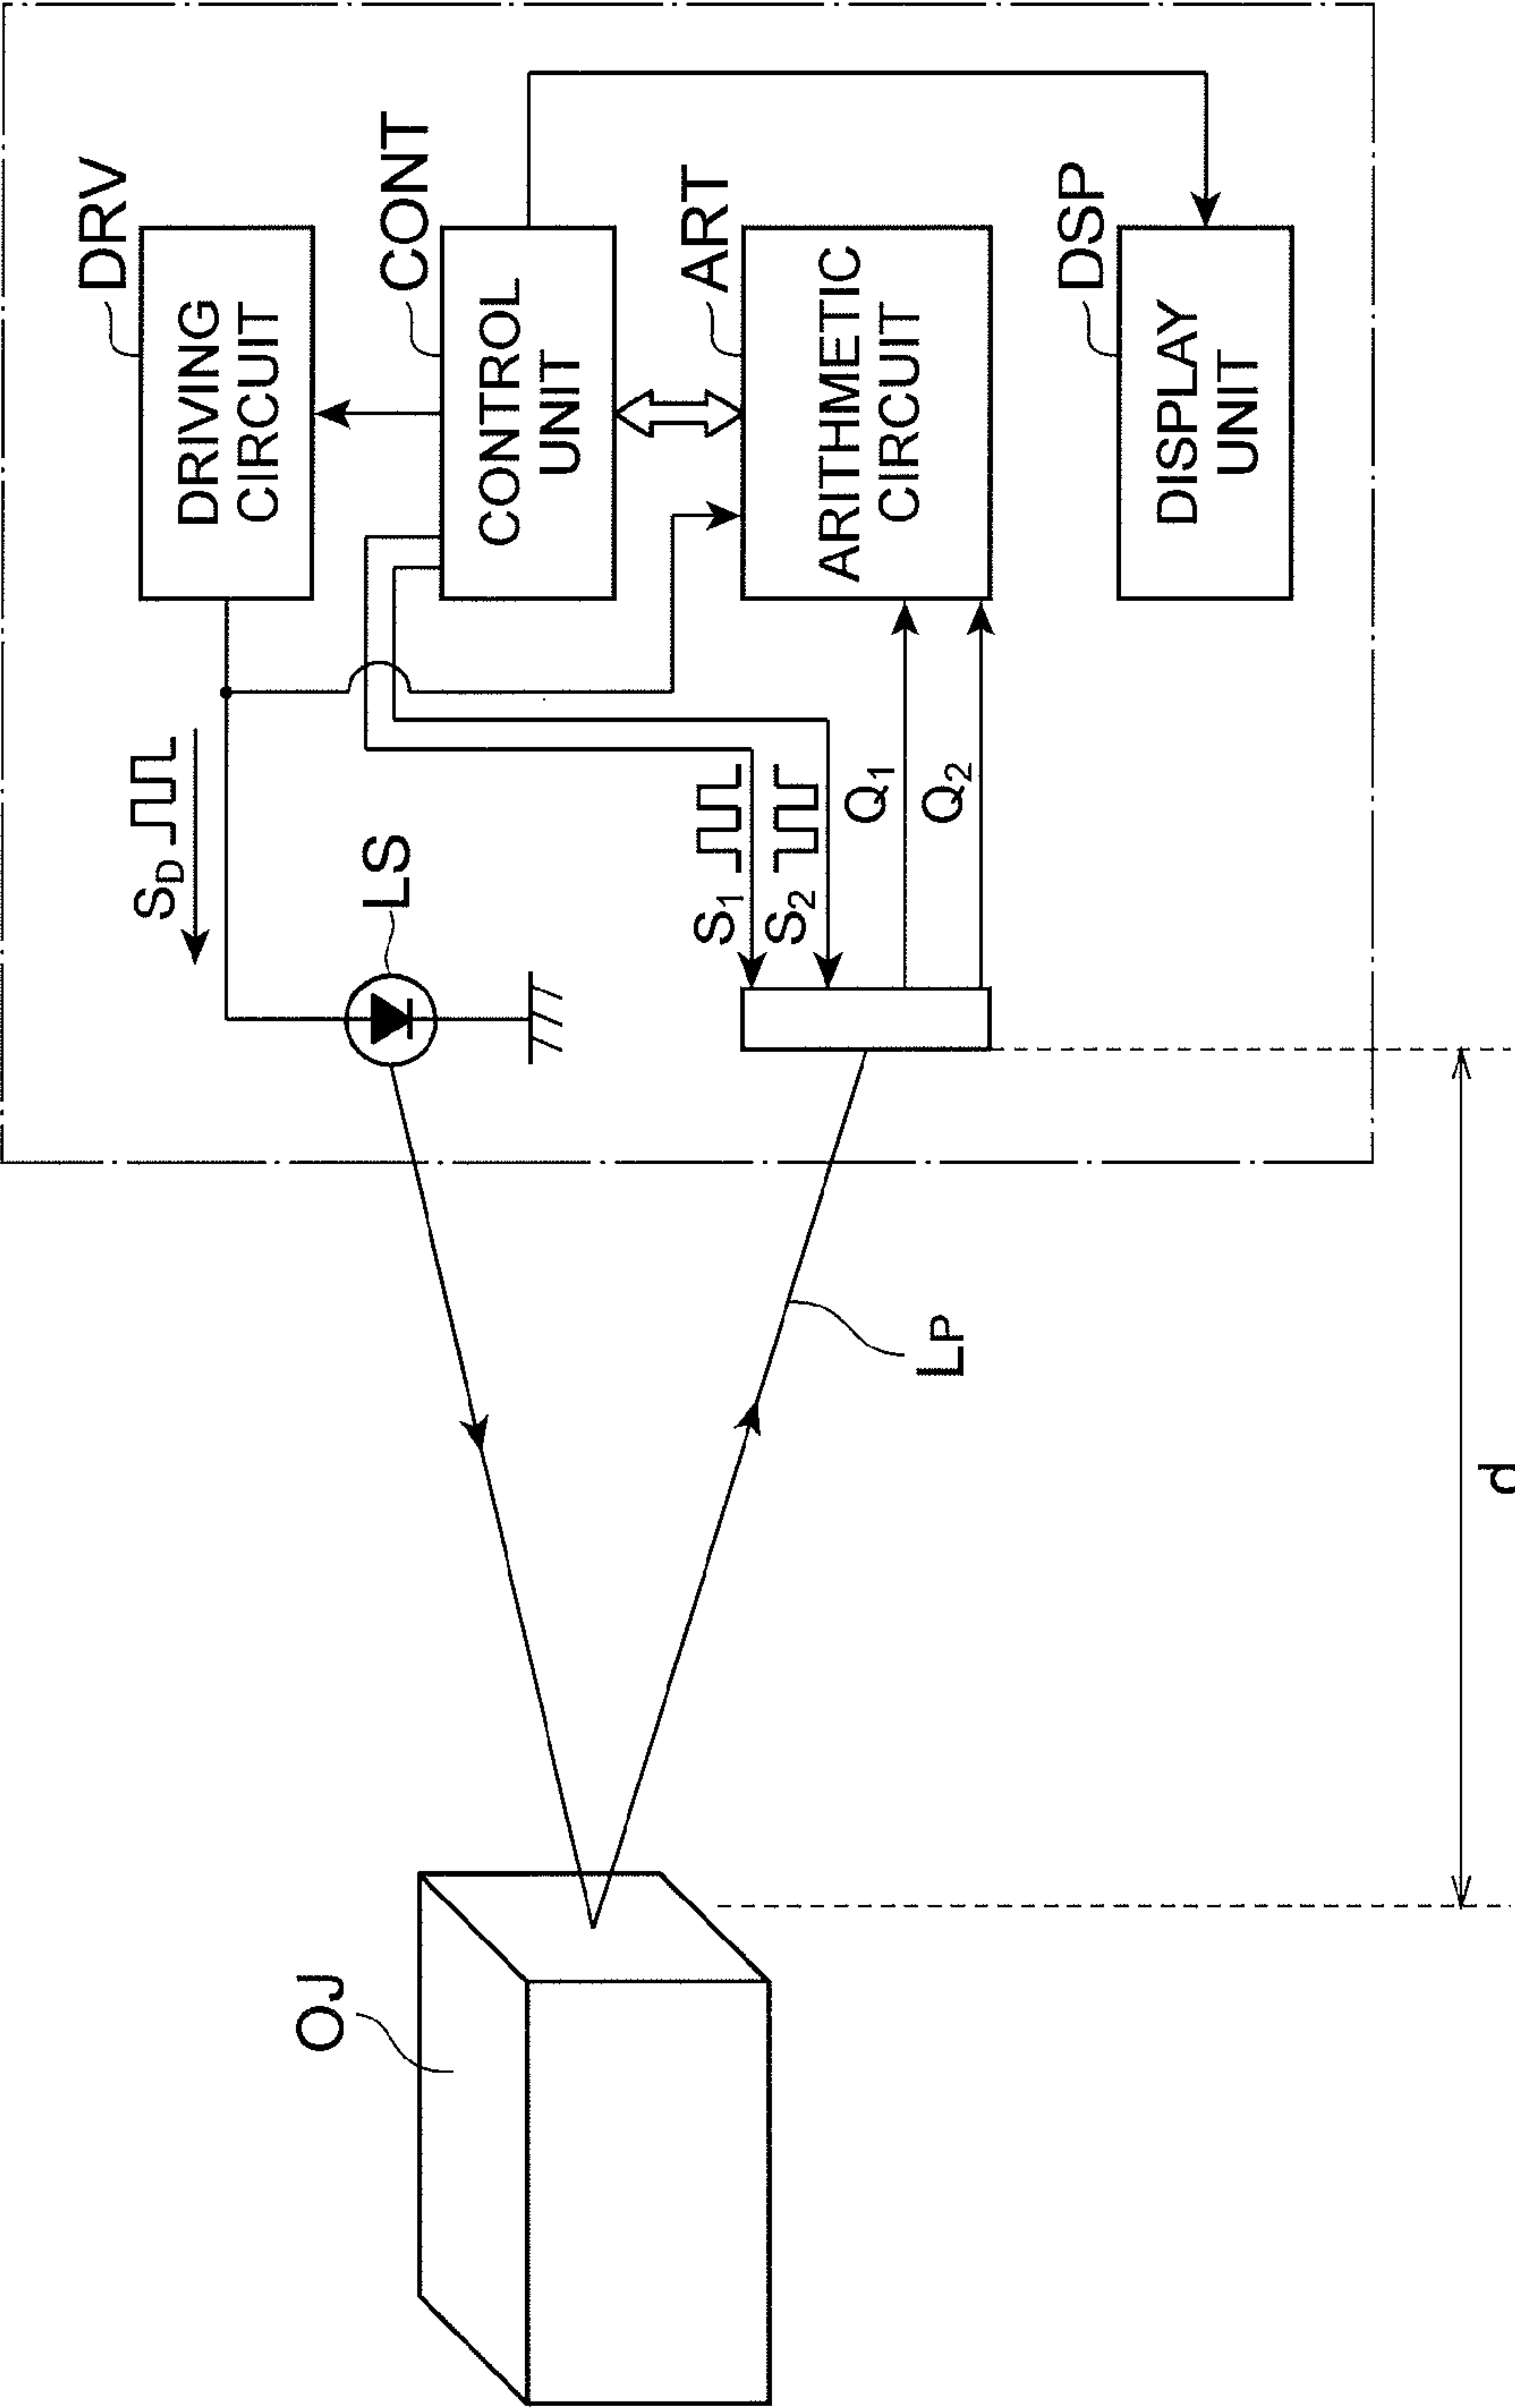 DRV
DRIVING
CIRCUIT
CONT
CONTROL
UNIT
ART
ARITHMETIC
CIRCUIT
DSP
DISPLAY
UNIT
SD
LS
S1
S2
Q1
Q2
LP
OJ
d